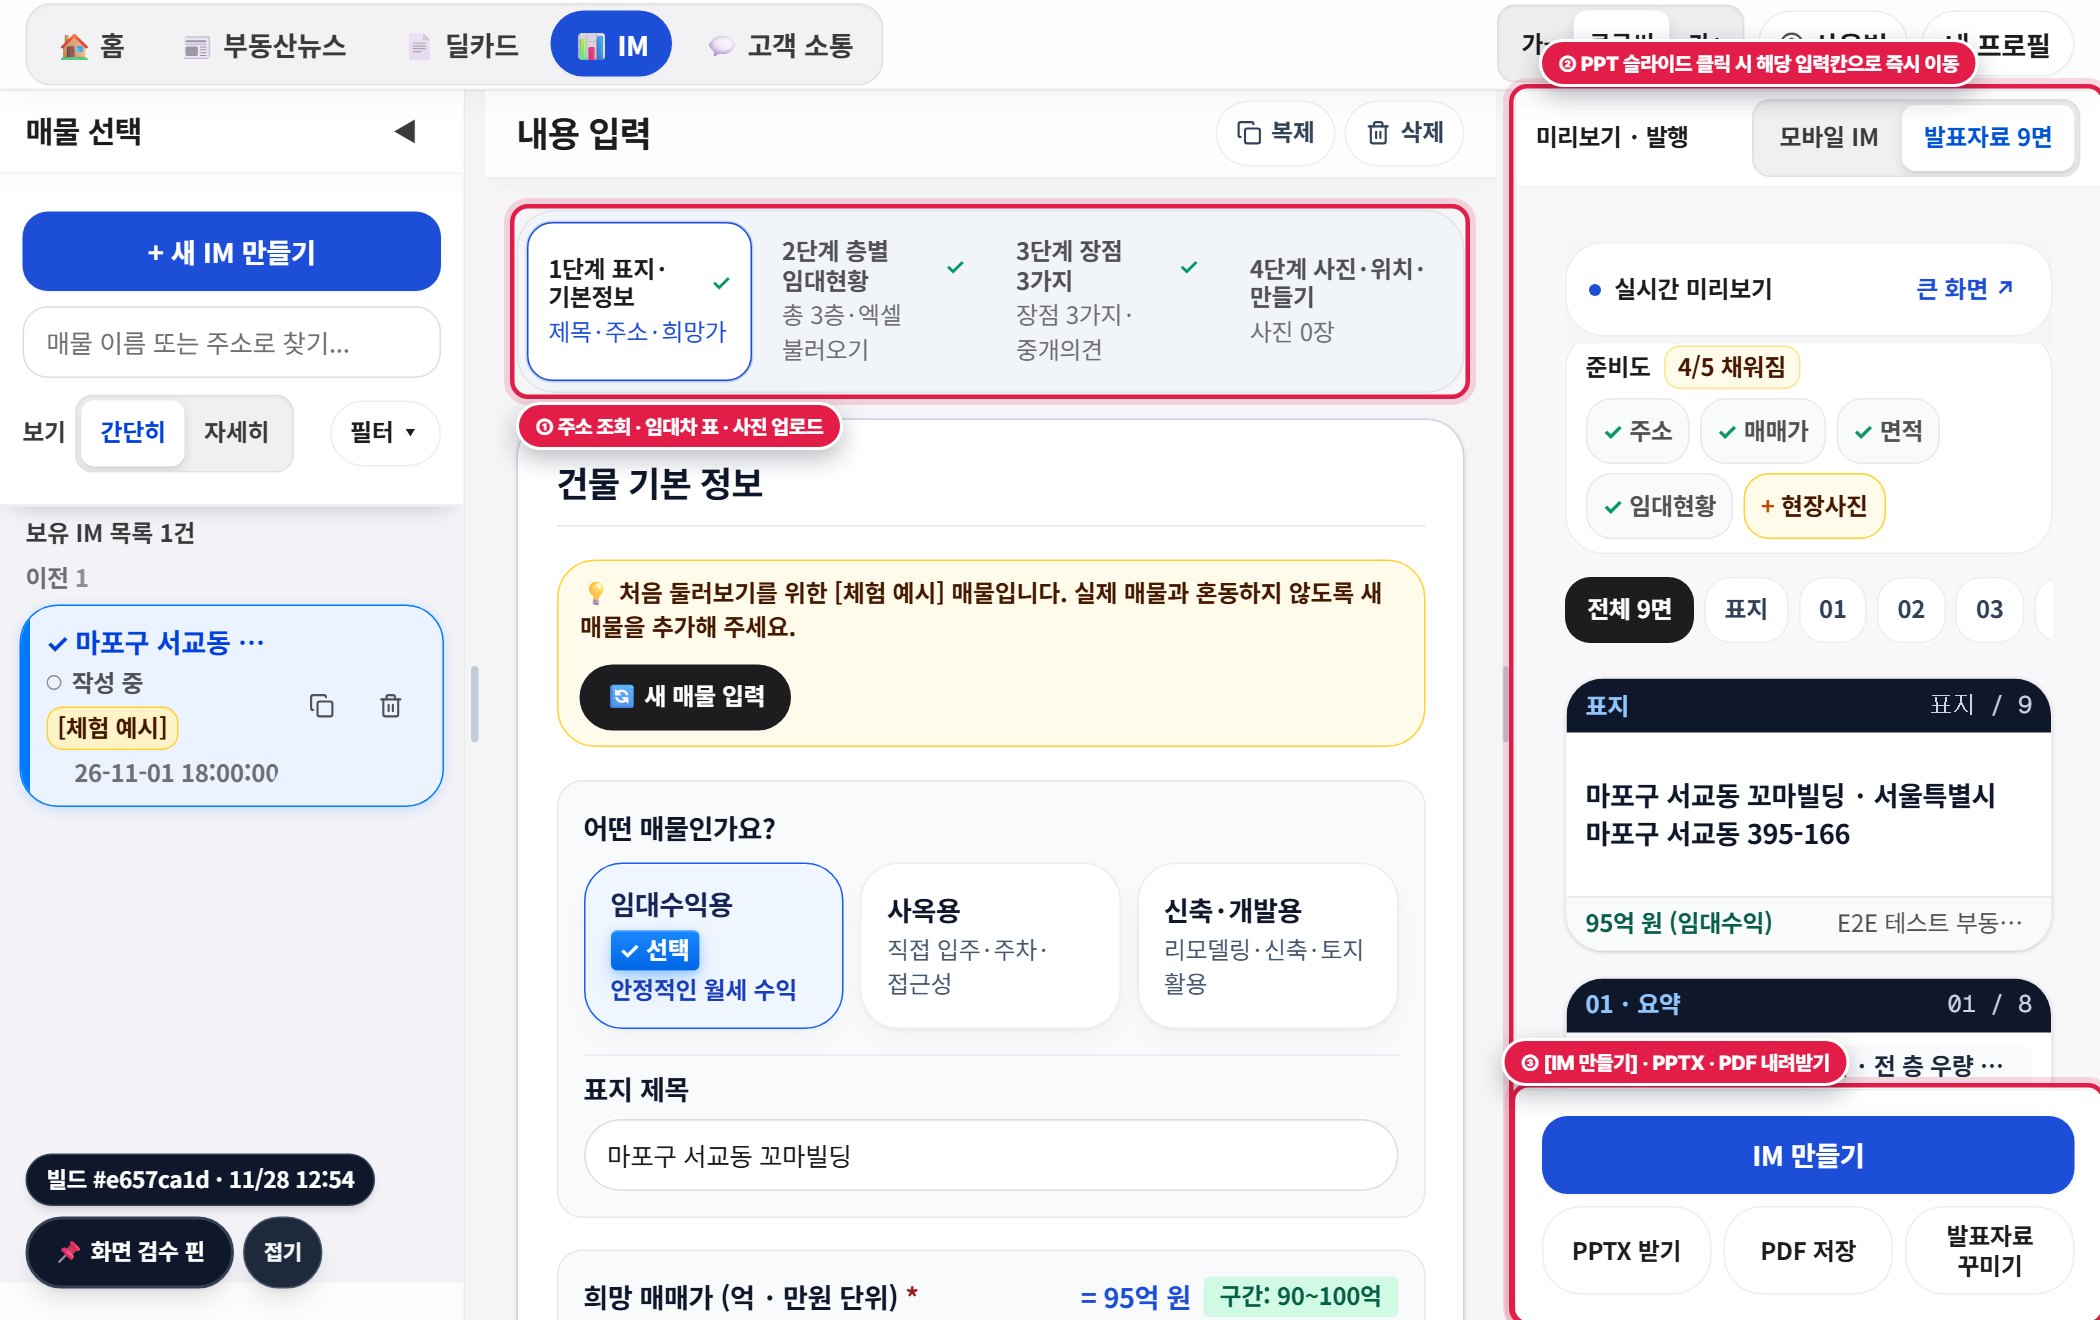 홈
부동산뉴스
딜카드
IM
고객 소통
내 프로필
② PPT 슬라이드 클릭 시 해당 입력칸으로 즉시 이동
매물 선택
◀
+ 새 IM 만들기
매물 이름 또는 주소로 찾기...
보기
간단히
자세히
필터 ▼
보유 IM 목록 1건
이전 1
✓ 마포구 서교동 ···
○ 작성 중
[체험 예시]
26-11-01 18:00:00
빌드 #e657ca1d · 11/28 12:54
화면 검수 핀
접기
내용 입력
복제
삭제
1단계 표지·
기본정보
제목·주소·희망가
2단계 층별
임대현황
총 3층·엑셀
불러오기
3단계 장점
3가지
장점 3가지·
중개의견
4단계 사진·위치·
만들기
사진 0장
① 주소 조회 · 임대차 표 · 사진 업로드
건물 기본 정보
처음 둘러보기를 위한 [체험 예시] 매물입니다. 실제 매물과 혼동하지 않도록 새
매물을 추가해 주세요.
새 매물 입력
어떤 매물인가요?
임대수익용
✓ 선택
안정적인 월세 수익
사옥용
직접 입주·주차·
접근성
신축·개발용
리모델링·신축·토지
활용
표지 제목
마포구 서교동 꼬마빌딩
희망 매매가 (억 · 만원 단위) *
= 95억 원
구간: 90~100억
미리보기 · 발행
모바일 IM
발표자료 9면
실시간 미리보기
큰 화면 ↗
준비도
4/5 채워짐
✓ 주소
✓ 매매가
✓ 면적
✓ 임대현황
+ 현장사진
전체 9면
표지
01
02
03
표지
표지 / 9
마포구 서교동 꼬마빌딩 · 서울특별시
마포구 서교동 395-166
95억 원 (임대수익)
E2E 테스트 부동···
01 · 요약
01 / 8
③ [IM 만들기] · PPTX · PDF 내려받기
· 전 층 우량 ···
IM 만들기
PPTX 받기
PDF 저장
발표자료
꾸미기